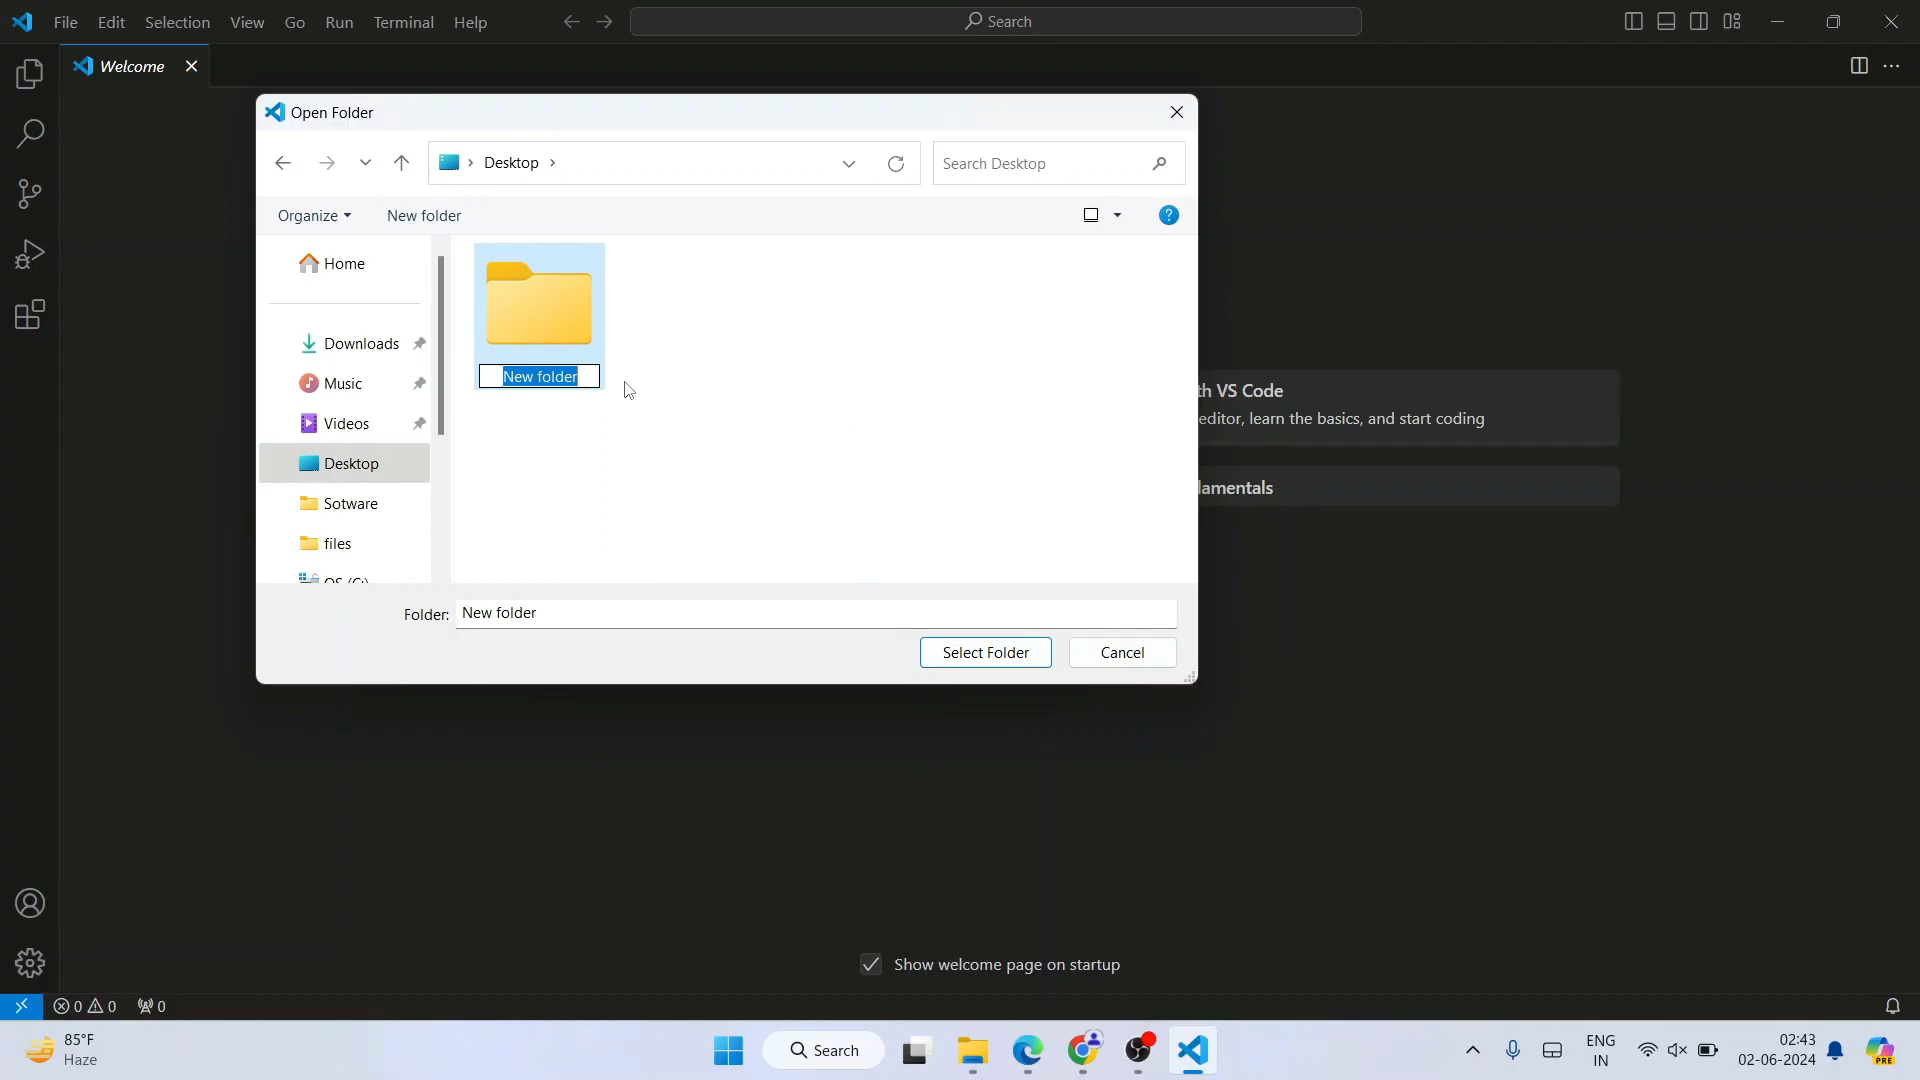 File Edit Selection View Go Run Terminal Help
Search
Welcome
Open Folder
Desktop
Search Desktop
Organize
New folder
Home
Downloads
Music
Videos
Desktop
Sotware
files
OS (C:)
New folder
th VS Code
editor, learn the basics, and start coding
lamentals
Folder: New folder
Select Folder
Cancel
Show welcome page on startup
0 0 0
85°F
Haze
Search
PRE
ENG
IN
02:43
02-06-2024